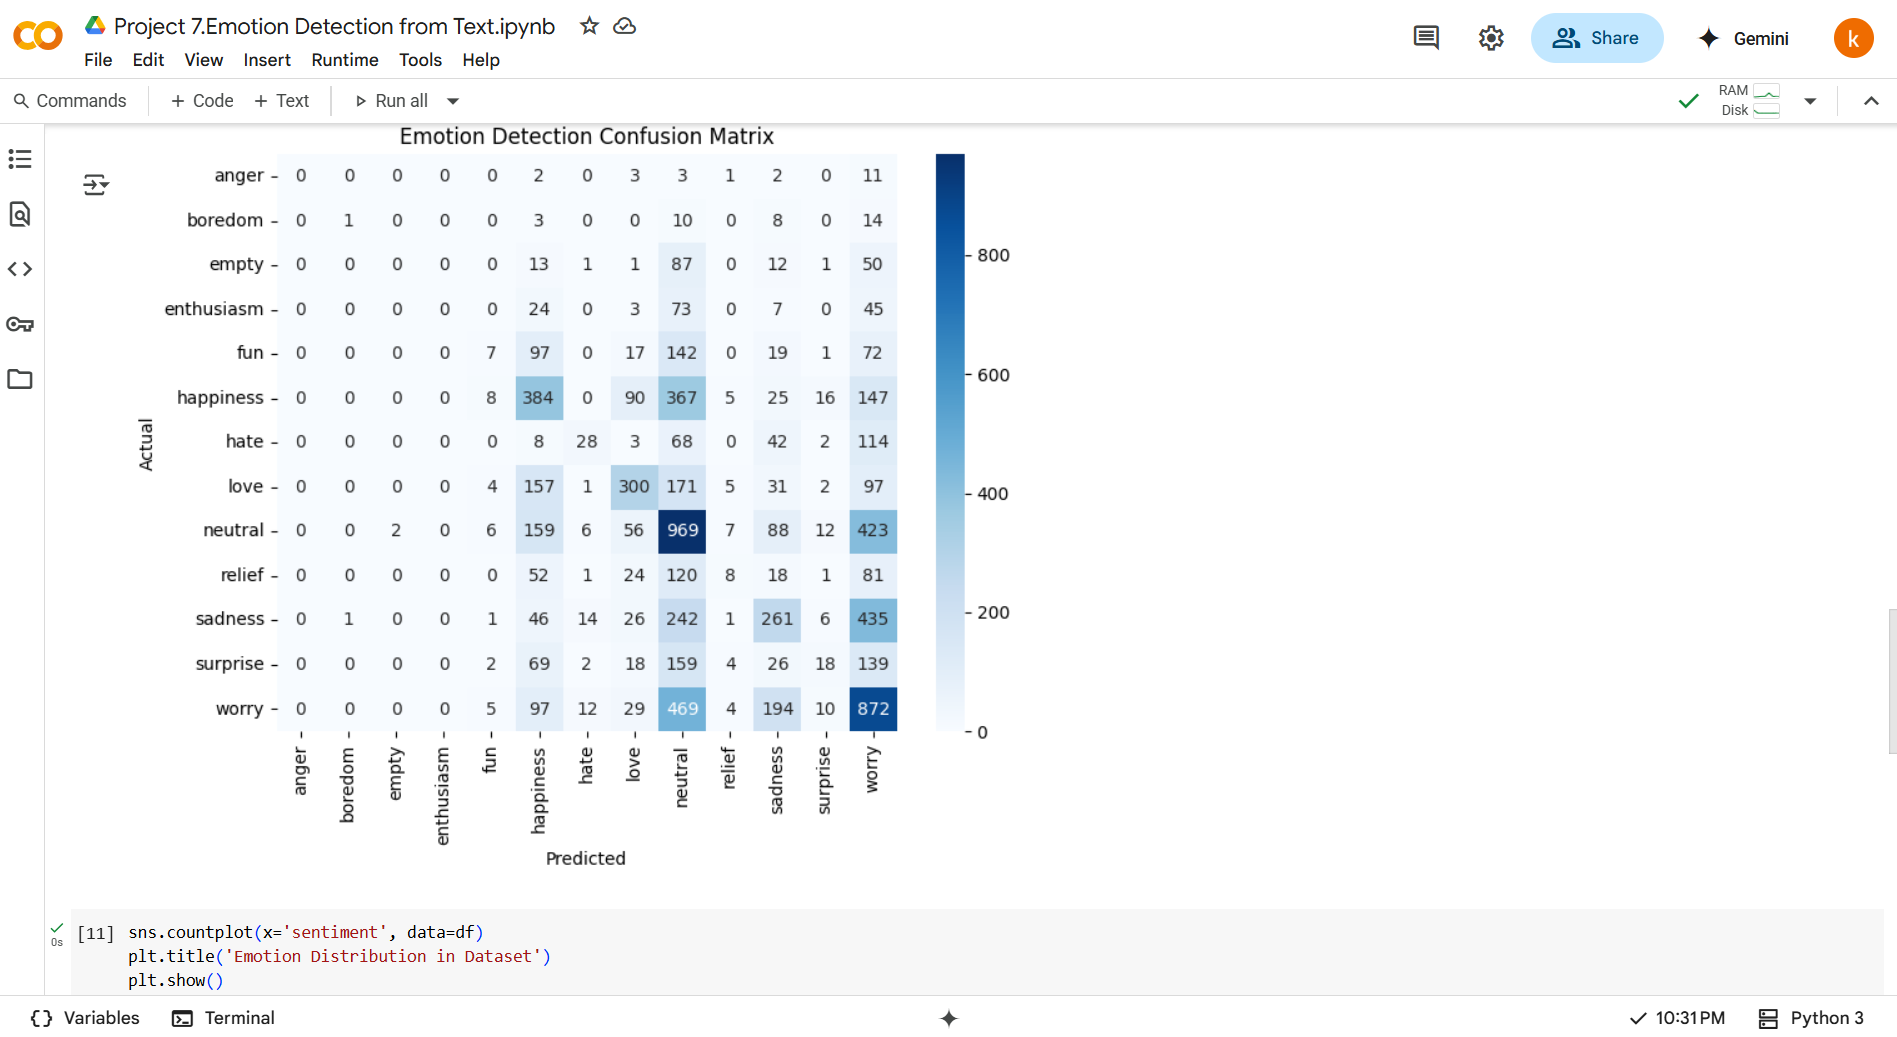 Project 7.Emotion Detection from Text.ipynb
File Edit View Insert Runtime Tools Help
Share
Gemini
k
Commands + Code + Text Run all
RAM
Disk
Emotion Detection Confusion Matrix
anger 0 0 0 0 0 2 0 3 3 1 2 0 11
boredom 0 1 0 0 0 3 0 0 10 0 8 0 14
empty 0 0 0 0 0 13 1 1 87 0 12 1 50
enthusiasm 0 0 0 0 0 24 0 3 73 0 7 0 45
fun 0 0 0 0 7 97 0 17 142 0 19 1 72
happiness 0 0 0 0 8 384 0 90 367 5 25 16 147
hate 0 0 0 0 0 8 28 3 68 0 42 2 114
love 0 0 0 0 4 157 1 300 171 5 31 2 97
neutral 0 0 2 0 6 159 6 56 969 7 88 12 423
relief 0 0 0 0 0 52 1 24 120 8 18 1 81
sadness 0 1 0 0 1 46 14 26 242 1 261 6 435
surprise 0 0 0 0 2 69 2 18 159 4 26 18 139
worry 0 0 0 0 5 97 12 29 469 4 194 10 872
Actual
anger boredom empty enthusiasm fun happiness hate love neutral relief sadness surprise worry
Predicted
800
600
400
200
0
0s
[11] sns.countplot(x='sentiment', data=df)
plt.title('Emotion Distribution in Dataset')
plt.show()
Variables Terminal
10:31 PM Python 3